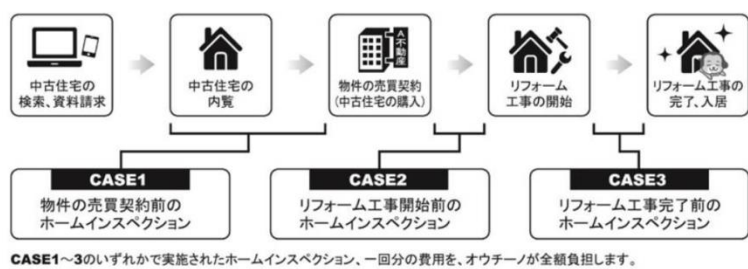 中古住宅の
検索、資料請求
中古住宅の
内覧
A不動産
物件の売買契約
(中古住宅の購入)
リフォーム
工事の開始
リフォーム工事の
完了、入居
CASE1
物件の売買契約前の
ホームインスペクション
CASE2
リフォーム工事開始前の
ホームインスペクション
CASE3
リフォーム工事完了前の
ホームインスペクション
CASE1〜3のいずれかで実施されたホームインスペクション、一回分の費用を、オウチーノが全額負担します。